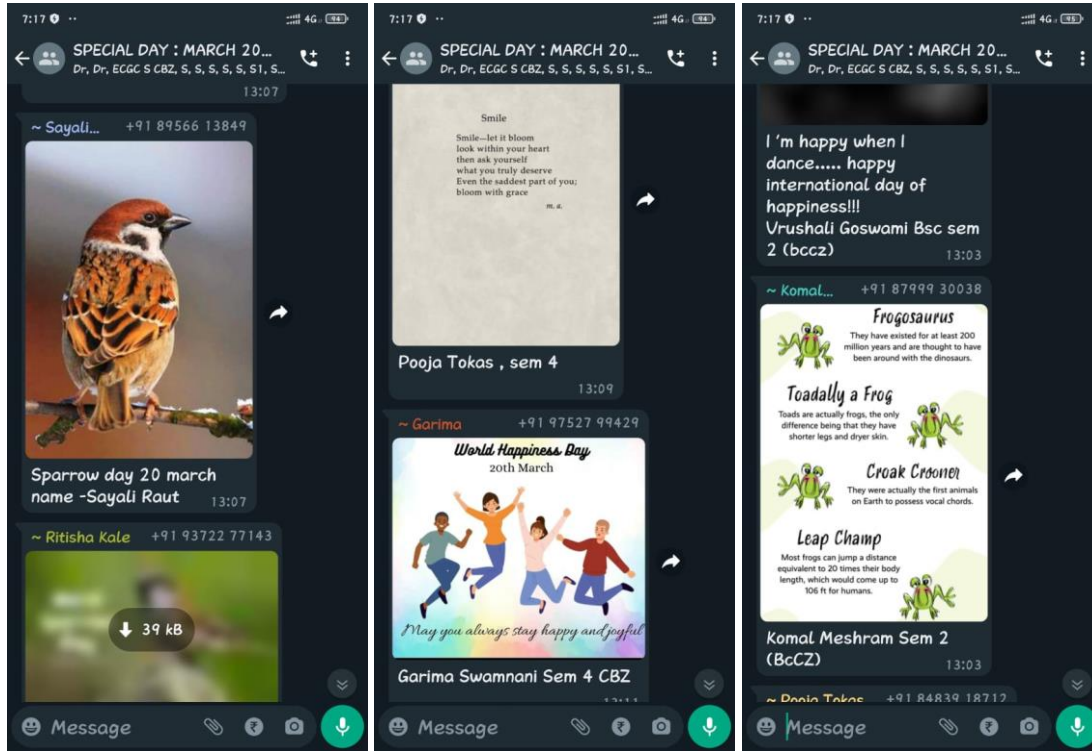 7:17
4G
94
SPECIAL DAY : MARCH 20...
Dr, Dr, ECGC S CBZ, S, S, S, S, S, S1, S...
13:07
~ Sayali... +91 89566 13849
Sparrow day 20 march
name -Sayali Raut
13:07
~ Ritisha Kale +91 93722 77143
39 kB
Message
7:17
4G
94
SPECIAL DAY : MARCH 20...
Dr, Dr, ECGC S CBZ, S, S, S, S, S, S1, S...
Smile
Smile—let it bloom
look within your heart
then ask yourself
what you truly deserve
Even the saddest part of you;
bloom with grace
m. a.
Pooja Tokas , sem 4
13:09
~ Garima +91 97527 99429
World Happiness Day
20th March
May you always stay happy and joyful
Garima Swamnani Sem 4 CBZ
13:11
Message
7:17
4G
95
SPECIAL DAY : MARCH 20...
Dr, Dr, ECGC S CBZ, S, S, S, S, S, S1, S...
I 'm happy when I
dance..... happy
international day of
happiness!!!
Vrushali Goswami Bsc sem
2 (bccz)
13:03
~ Komal... +91 87999 30038
Frogosaurus
They have existed for at least 200
million years and are thought to have
been around with the dinosaurs.
Toadally a Frog
Toads are actually frogs, the only
difference being that they have
shorter legs and dryer skin.
Croak Crooner
They were actually the first animals
on Earth to possess vocal chords.
Leap Champ
Most frogs can jump a distance
equivalent to 20 times their body
length, which would come up to
106 ft for humans.
Komal Meshram Sem 2
(BcCZ)
13:03
~ Pooja Tokas +91 84839 18712
Message